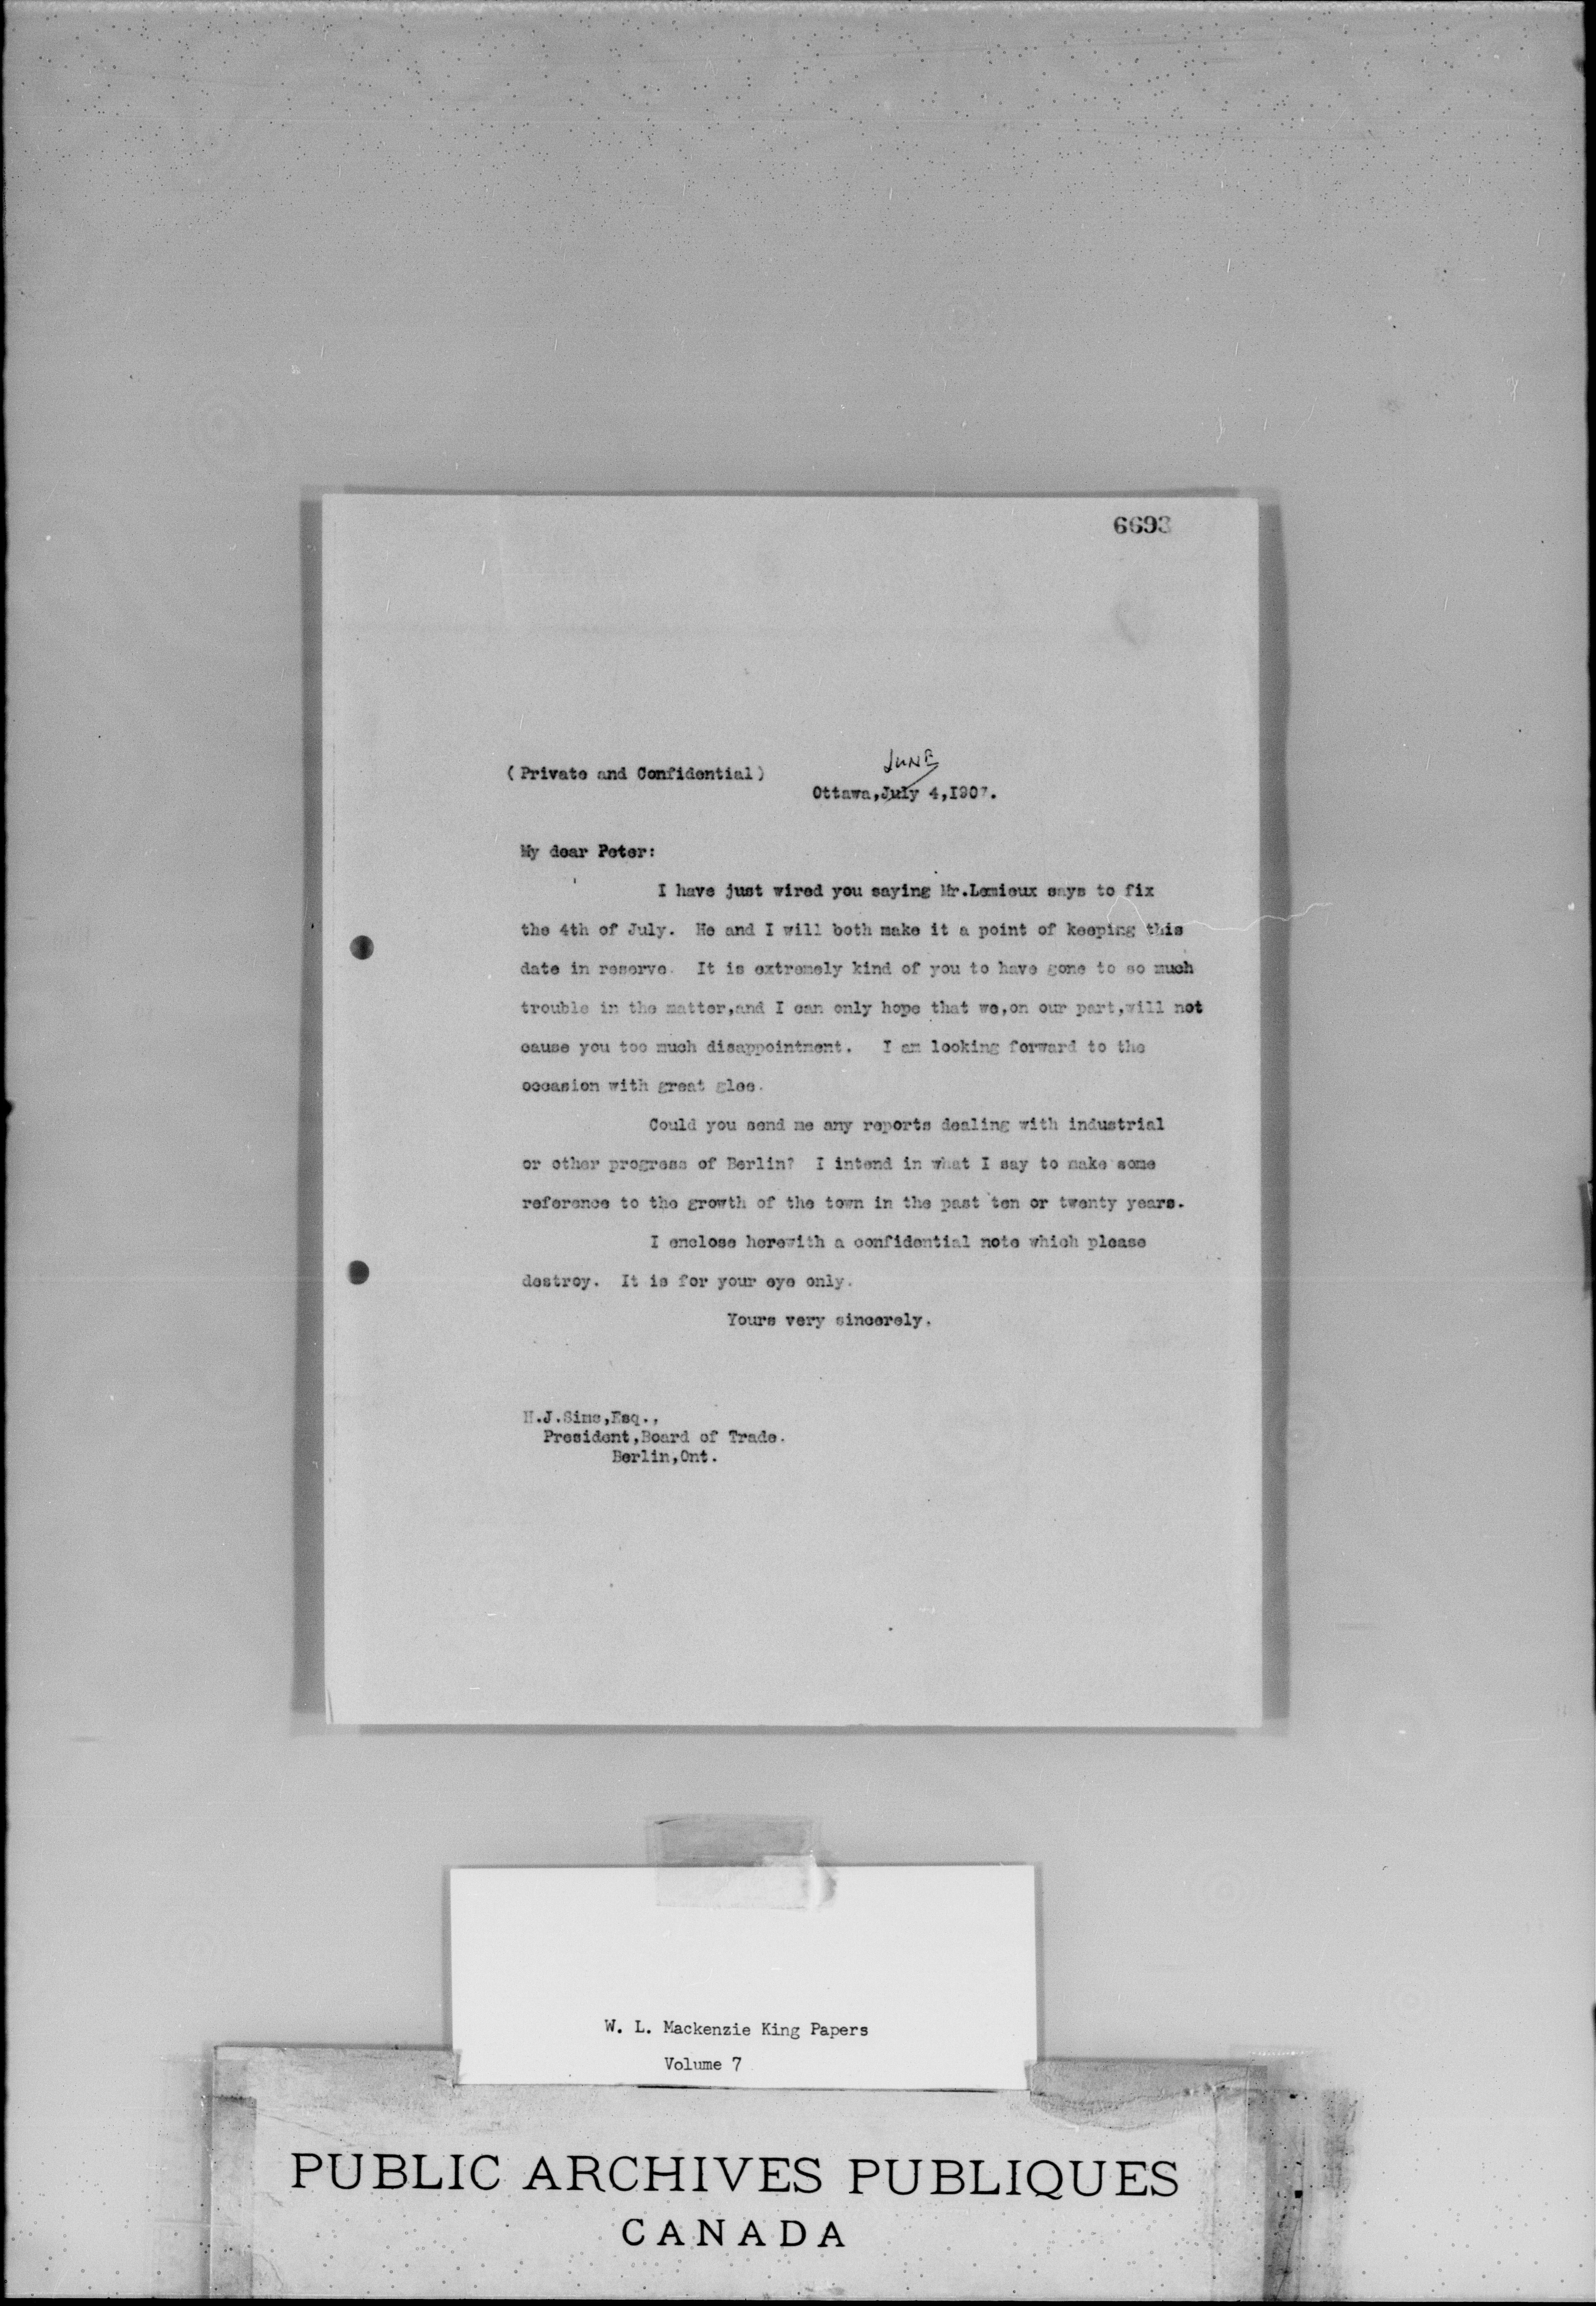 6693
(Private and Confidential)
JUNE
Ottawa,July 4,1907.
My dear Peter:
I have just wired you saying Mr.Lemieux says to fix
the 4th of July. He and I will both make it a point of keeping this
date in reserve. It is extremely kind of you to have gone to so much
trouble in the matter,and I can only hope that we,on our part,will not
cause you too much disappointment. I am looking forward to the
occasion with great glee.
Could you send me any reports dealing with industrial
or other progress of Berlin? I intend in what I say to make some
reference to the growth of the town in the past ten or twenty years.
I enclose herewith a confidential note which please
destroy. It is for your eye only.
Yours very sincerely.
H.J.Sims,Esq.,
President,Board of Trade.
Berlin,Ont.
W. L. Mackenzie King Papers
Volume 7
PUBLIC ARCHIVES PUBLIQUES
CANADA